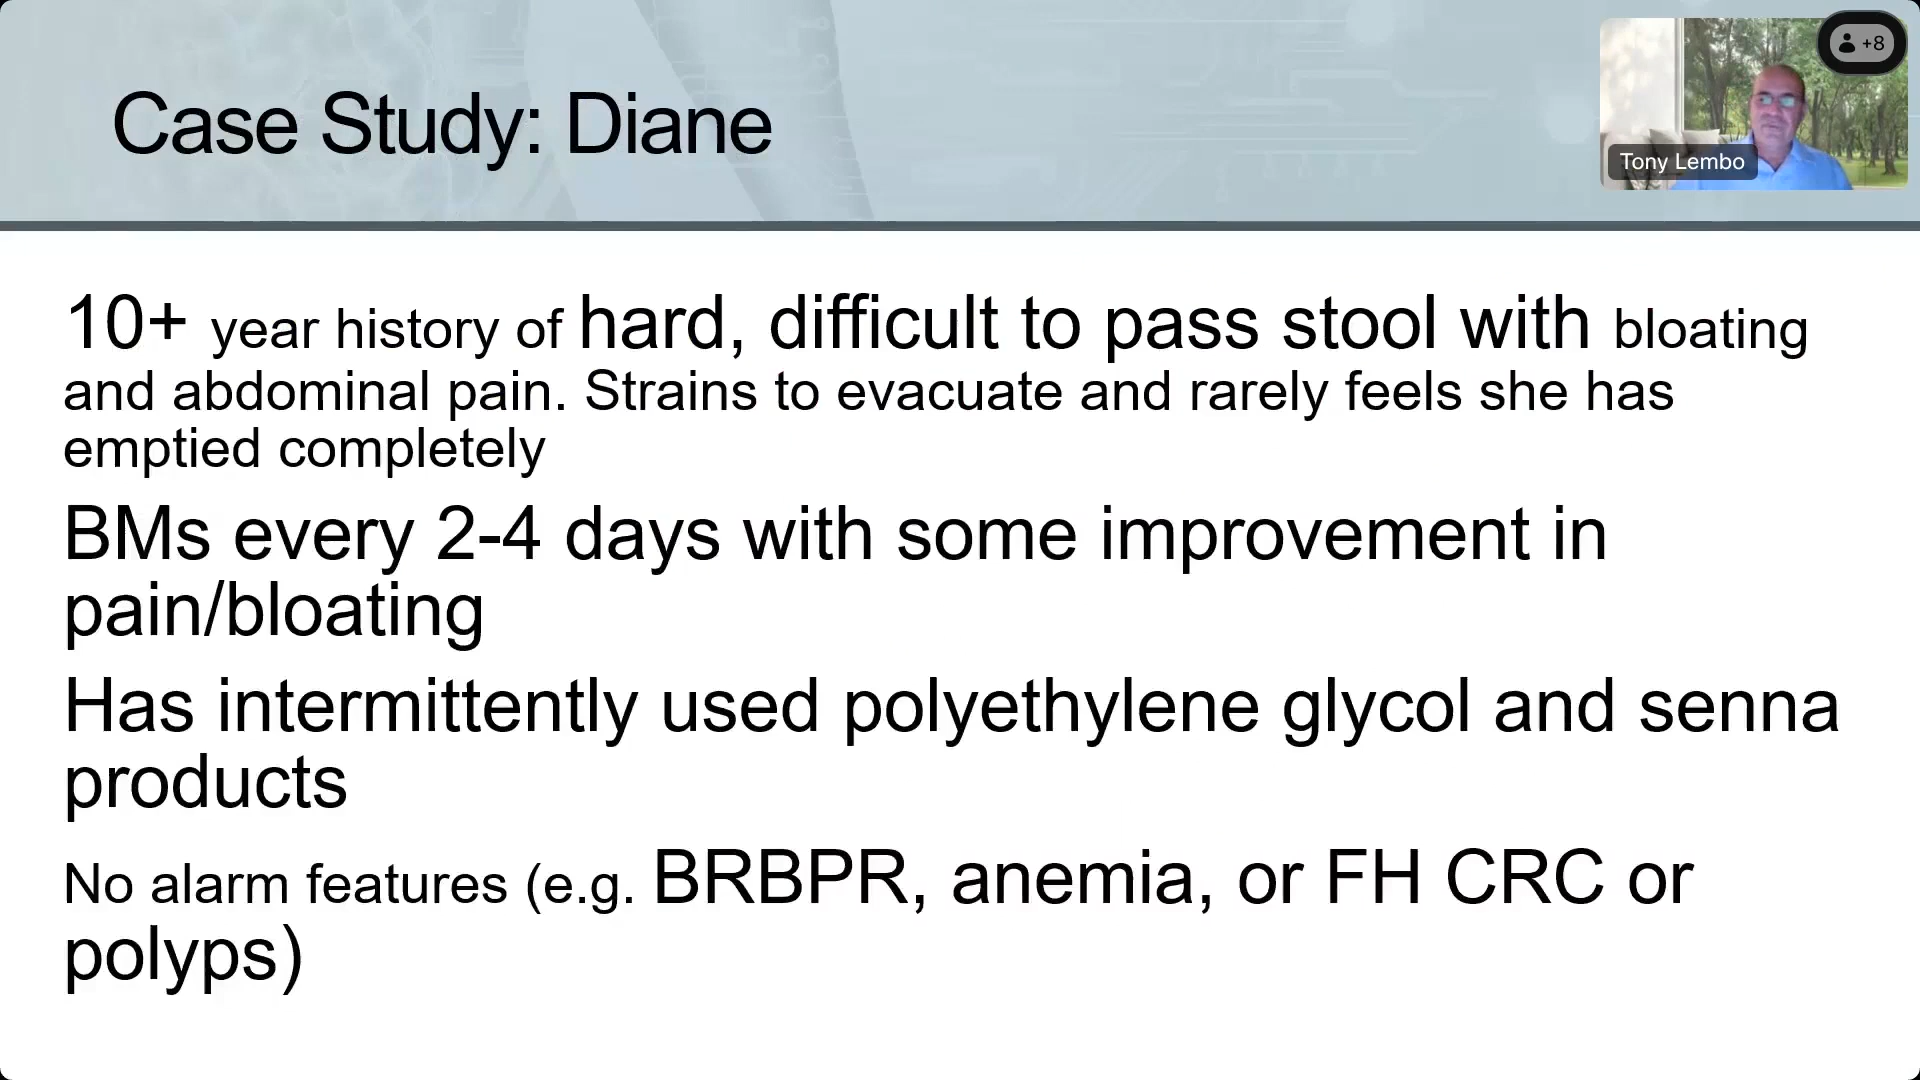 Case Study: Diane
+8
Tony Lembo
10+ year history of hard, difficult to pass stool with bloating
and abdominal pain. Strains to evacuate and rarely feels she has
emptied completely
BMs every 2-4 days with some improvement in
pain/bloating
Has intermittently used polyethylene glycol and senna
products
No alarm features (e.g. BRBPR, anemia, or FH CRC or
polyps)